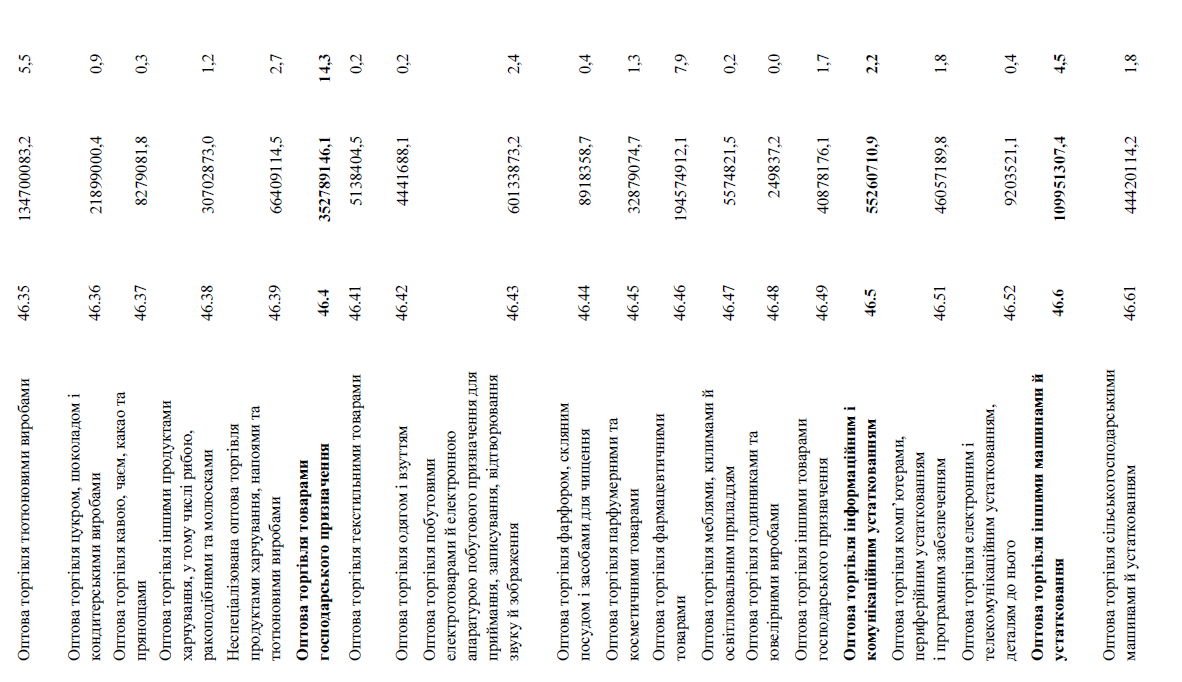 Оптова торгівля тютюновими виробами 46.35 134700083,2 5,5
Оптова торгівля цукром, шоколадом і
кондитерськими виробами 46.36 21899000,4 0,9
Оптова торгівля кавою, чаєм, какао та
прянощами 46.37 8279081,8 0,3
Оптова торгівля іншими продуктами
харчування, у тому числі рибою,
ракоподібними та молюсками 46.38 30702873,0 1,2
Неспеціалізована оптова торгівля
продуктами харчування, напоями та
тютюновими виробами 46.39 66409114,5 2,7
Оптова торгівля товарами
господарського призначення 46.4 352789146,1 14,3
Оптова торгівля текстильними товарами 46.41 5138404,5 0,2
Оптова торгівля одягом і взуттям 46.42 4441688,1 0,2
Оптова торгівля побутовими
електротоварами й електронною
апаратурою побутового призначення для
приймання, записування, відтворювання
звуку й зображення 46.43 60133873,2 2,4
Оптова торгівля фарфором, скляним
посудом і засобами для чищення 46.44 8918358,7 0,4
Оптова торгівля парфумерними та
косметичними товарами 46.45 32879074,7 1,3
Оптова торгівля фармацевтичними
товарами 46.46 194574912,1 7,9
Оптова торгівля меблями, килимами й
освітлювальним приладдям 46.47 5574821,5 0,2
Оптова торгівля годинниками та
ювелірними виробами 46.48 249837,2 0,0
Оптова торгівля іншими товарами
господарського призначення 46.49 40878176,1 1,7
Оптова торгівля інформаційним і
комунікаційним устаткованням 46.5 55260710,9 2,2
Оптова торгівля комп’ютерами,
периферійним устаткованням
і програмним забезпеченням 46.51 46057189,8 1,8
Оптова торгівля електронним і
телекомунікаційним устаткованням,
деталям до нього 46.52 9203521,1 0,4
Оптова торгівля іншими машинами й
устатковання 46.6 109951307,4 4,5
Оптова торгівля сільськогосподарськими
машинами й устаткованням 46.61 44420114,2 1,8